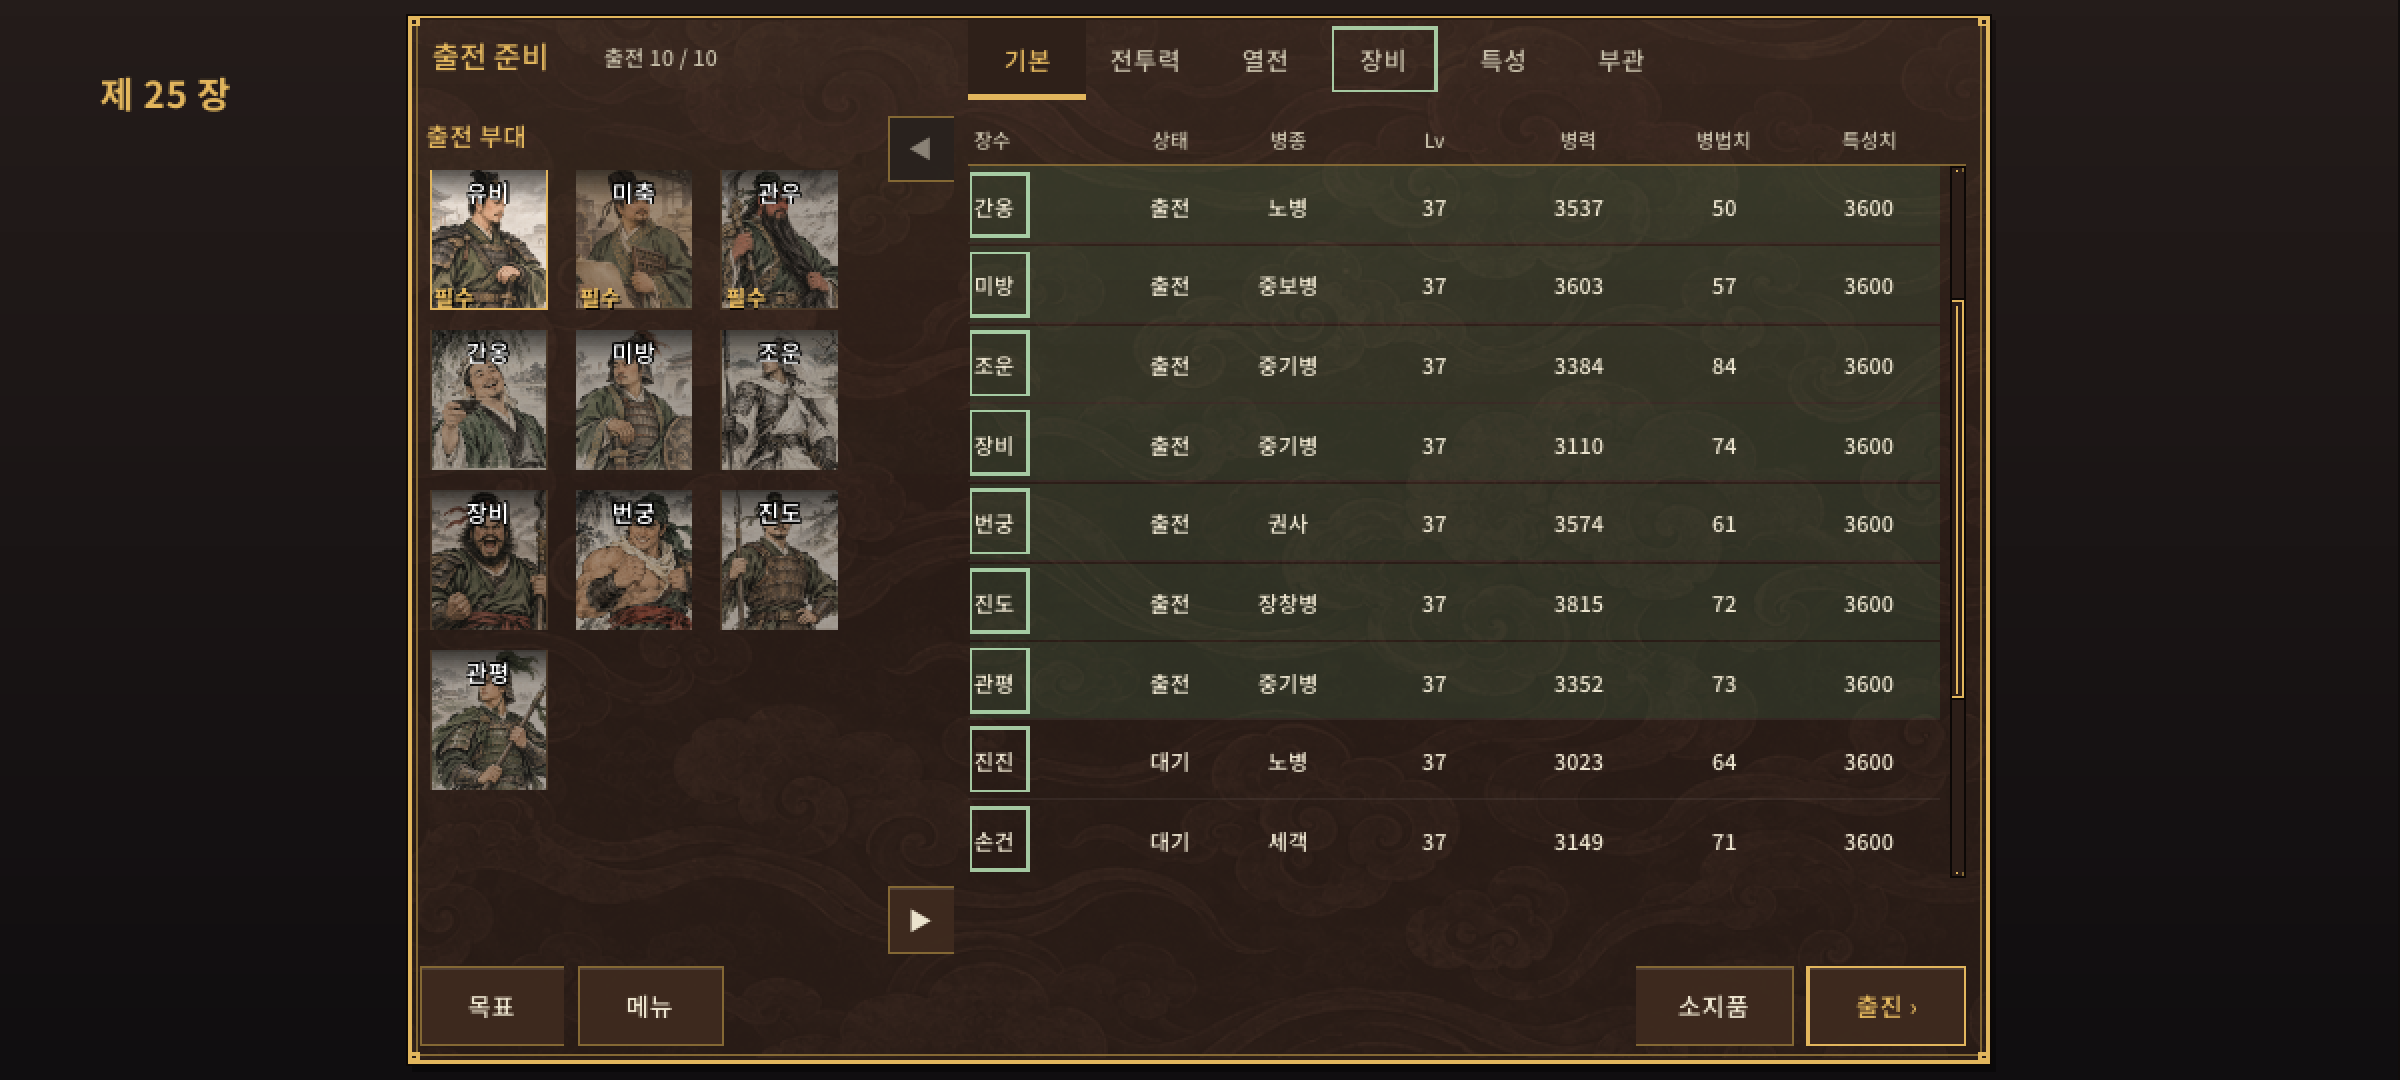 제 25 장
출전 준비 출전 10 / 10
기본 전투력 열전 장비 특성 부관
출전 부대
유비 미축 관우
필수 필수 필수
간옹 미방 조운
장비 번궁 진도
관평
장수 상태 병종 Lv 병력 병법치 특성치
간옹 출전 노병 37 3537 50 3600
미방 출전 중보병 37 3603 57 3600
조운 출전 중기병 37 3384 84 3600
장비 출전 중기병 37 3110 74 3600
번궁 출전 권사 37 3574 61 3600
진도 출전 장창병 37 3815 72 3600
관평 출전 중기병 37 3352 73 3600
진진 대기 노병 37 3023 64 3600
손건 대기 세객 37 3149 71 3600
목표 메뉴 소지품 출진 ›